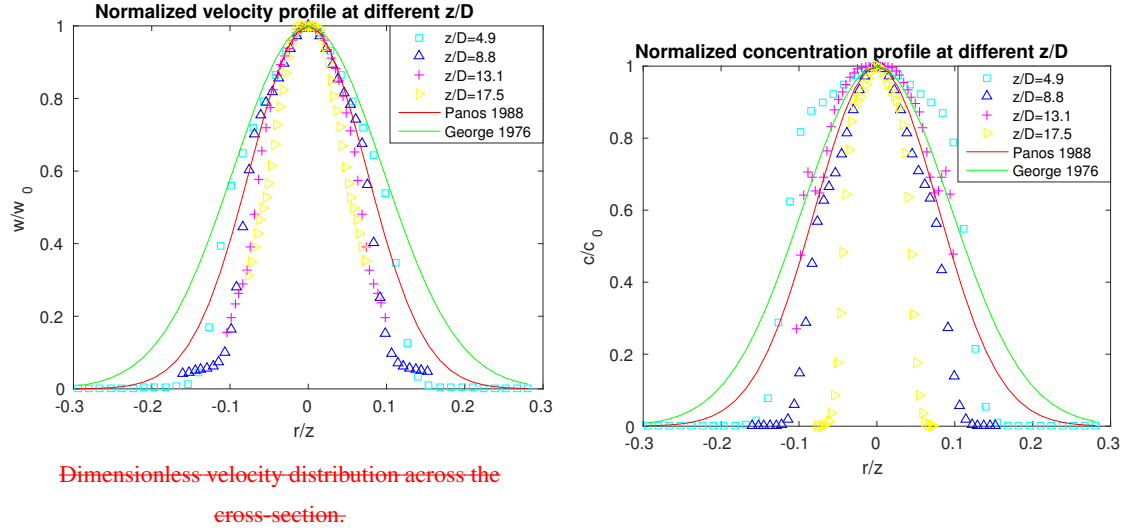 Normalized velocity profile at different z/D
1
0.8
0.6
0.4
0.2
0
w/w0
-0.3 -0.2 -0.1 0 0.1 0.2 0.3
r/z
z/D=4.9
z/D=8.8
z/D=13.1
z/D=17.5
Panos 1988
George 1976
Dimensionless velocity distribution across the
cross-section.
Normalized concentration profile at different z/D
1
0.8
0.6
0.4
0.2
0
c/c0
-0.3 -0.2 -0.1 0 0.1 0.2 0.3
r/z
z/D=4.9
z/D=8.8
z/D=13.1
z/D=17.5
Panos 1988
George 1976